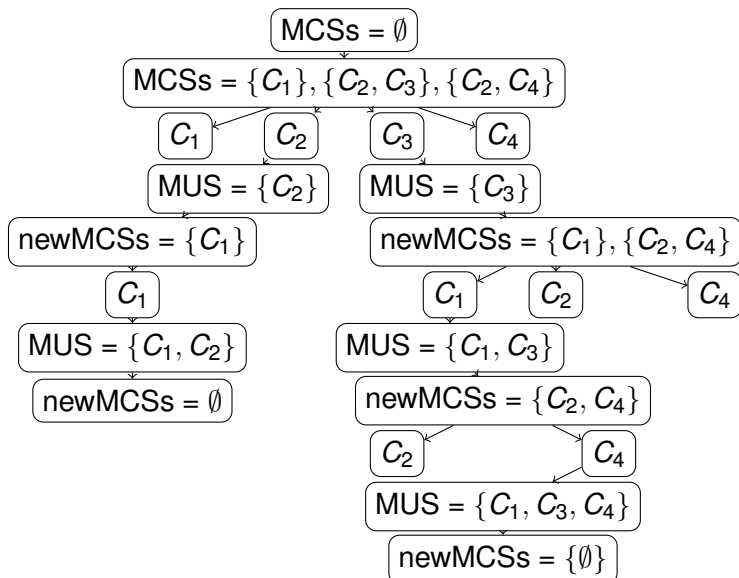 MCSs = ∅
MCSs = {C₁}, {C₂, C₃}, {C₂, C₄}
C₁ C₂ C₃ C₄
MUS = {C₂} MUS = {C₃}
newMCSs = {C₁} newMCSs = {C₁}, {C₂, C₄}
C₁ C₁ C₂ C₄
MUS = {C₁, C₂} MUS = {C₁, C₃}
newMCSs = ∅ newMCSs = {C₂, C₄}
C₂ C₄
MUS = {C₁, C₃, C₄}
newMCSs = {∅}